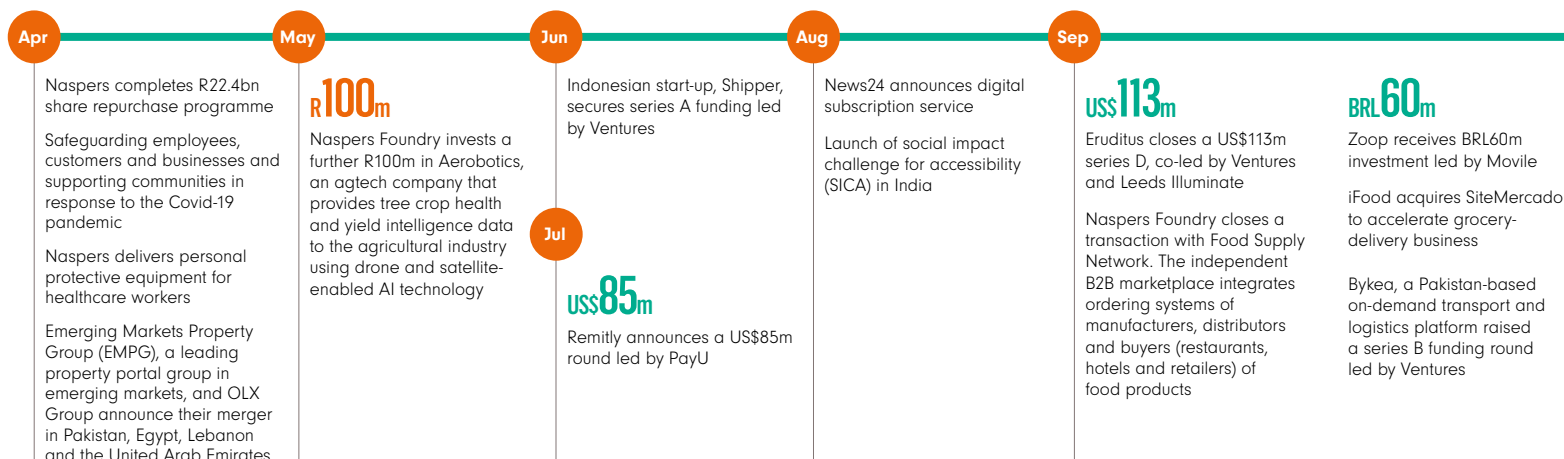 Apr
Naspers completes R22.4bn
share repurchase programme
Safeguarding employees,
customers and businesses and
supporting communities in
response to the Covid-19
pandemic
Naspers delivers personal
protective equipment for
healthcare workers
Emerging Markets Property
Group (EMPG), a leading
property portal group in
emerging markets, and OLX
Group announce their merger
in Pakistan, Egypt, Lebanon
and the United Arab Emirates
May
R100m
Naspers Foundry invests a
further R100m in Aerobotics,
an agtech company that
provides tree crop health
and yield intelligence data
to the agricultural industry
using drone and satellite-
enabled AI technology
Jun
Indonesian start-up, Shipper,
secures series A funding led
by Ventures
Jul
US$85m
Remitly announces a US$85m
round led by PayU
Aug
News24 announces digital
subscription service
Launch of social impact
challenge for accessibility
(SICA) in India
Sep
US$113m
Eruditus closes a US$113m
series D, co-led by Ventures
and Leeds Illuminate
Naspers Foundry closes a
transaction with Food Supply
Network. The independent
B2B marketplace integrates
ordering systems of
manufacturers, distributors
and buyers (restaurants,
hotels and retailers) of
food products
BRL60m
Zoop receives BRL60m
investment led by Movile
iFood acquires SiteMercado
to accelerate grocery-
delivery business
Bykea, a Pakistan-based
on-demand transport and
logistics platform raised
a series B funding round
led by Ventures